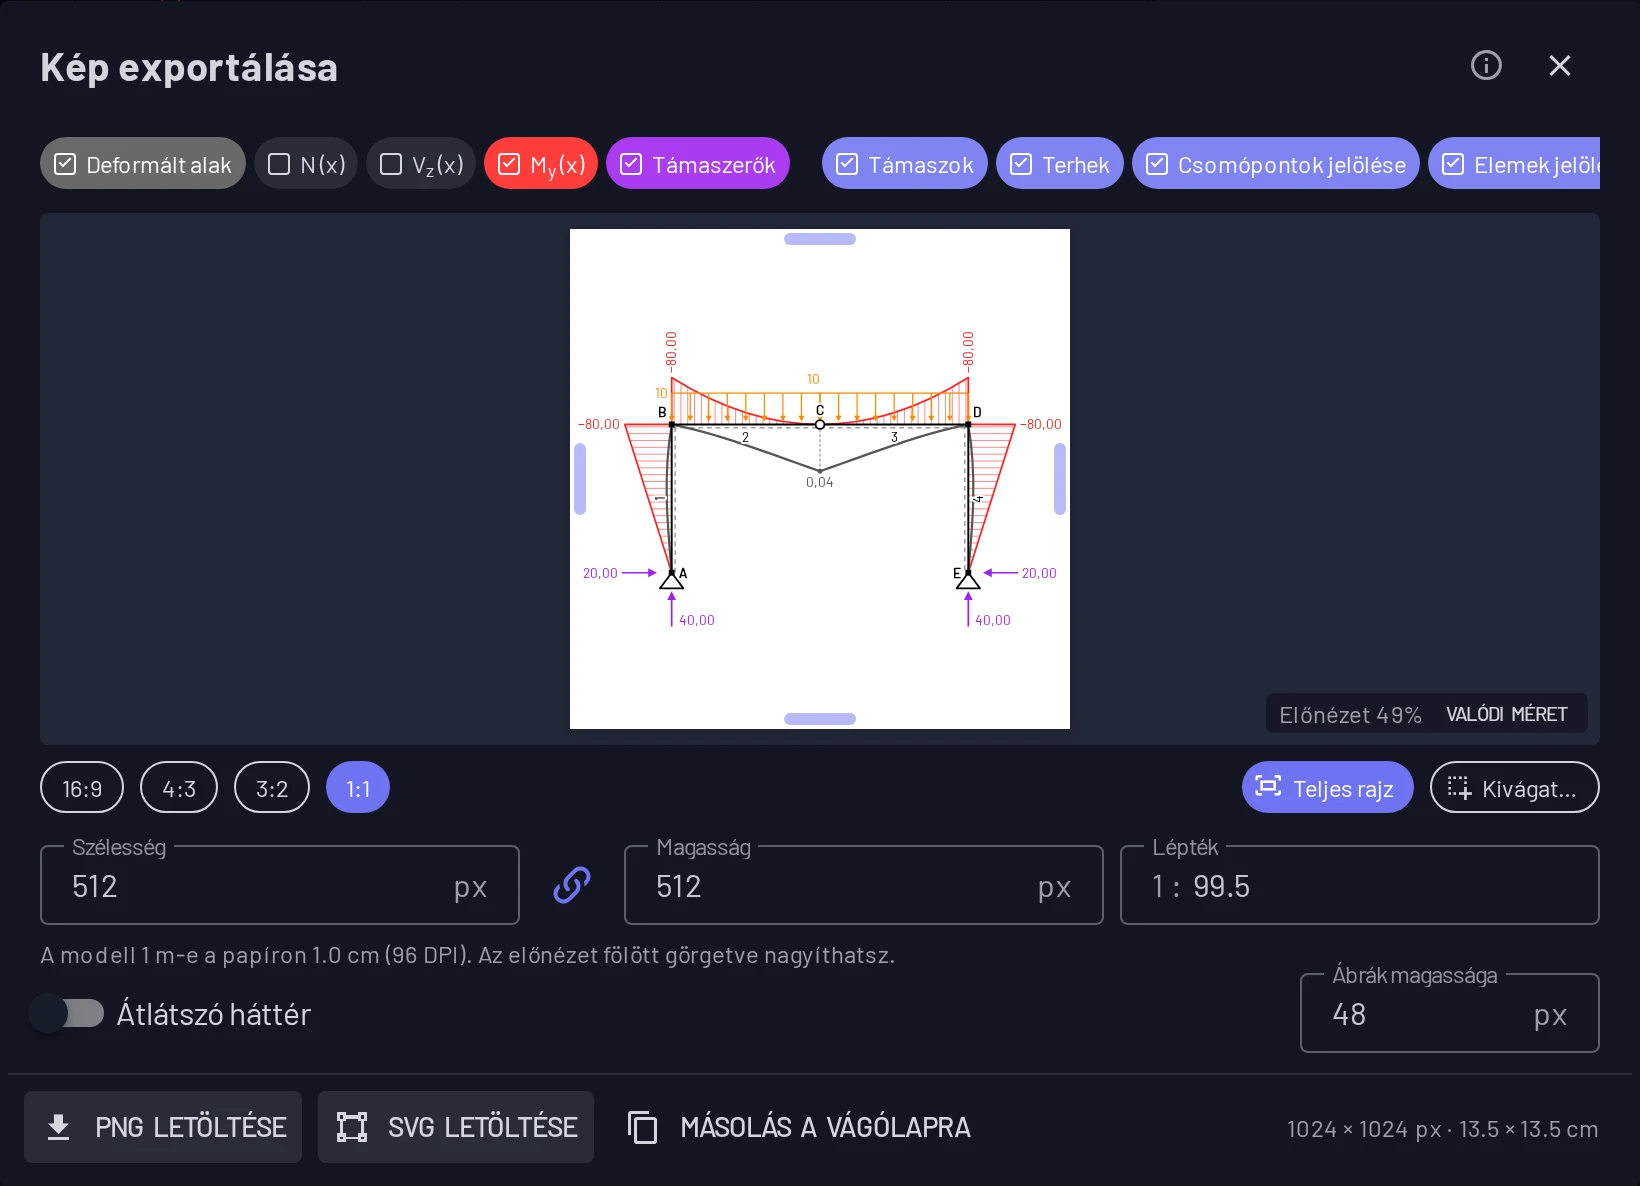 Kép exportálása
Deformált alak
N(x)
Vz(x)
My(x)
Támaszerők
Támaszok
Terhek
Csomópontok jelölése
Elemek jelöl
-80,00
-80,00
10
10
B
C
D
-80,00
-80,00
2
3
0,04
1
4
20,00
A
E
20,00
40,00
40,00
Előnézet 49%
VALÓDI MÉRET
16:9
4:3
3:2
1:1
Teljes rajz
Kivágat...
Szélesség
512 px
Magasság
512 px
Lépték
1 : 99.5
A modell 1 m-e a papíron 1.0 cm (96 DPI). Az előnézet fölött görgetve nagyíthatsz.
Átlátszó háttér
Ábrák magassága
48 px
PNG LETÖLTÉSE
SVG LETÖLTÉSE
MÁSOLÁS A VÁGÓLAPRA
1024 × 1024 px · 13.5 × 13.5 cm